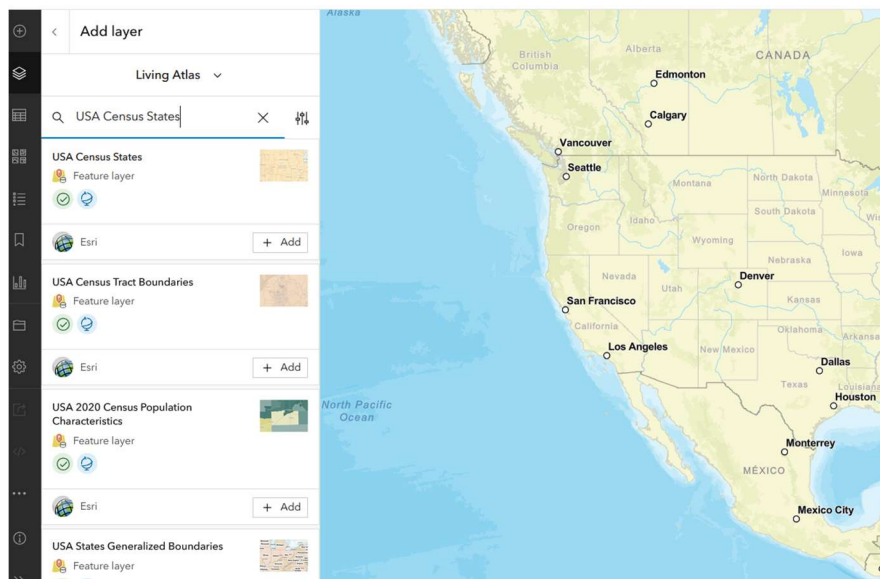 Add layer
Living Atlas
USA Census States
USA Census States
Feature layer
Esri
+ Add
USA Census Tract Boundaries
Feature layer
Esri
+ Add
USA 2020 Census Population
Characteristics
Feature layer
Esri
+ Add
USA States Generalized Boundaries
Feature layer
Alaska
British
Columbia
Alberta
CANADA
Edmonton
Calgary
Vancouver
Seattle
Montana
North Dakota
Minnesota
South Dakota
Oregon
Idaho
Wyoming
Iowa
Nebraska
Nevada
Utah
Denver
Kansas
San Francisco
California
Oklahoma
Arkansa
Los Angeles
New Mexico
Dallas
Texas
Louisiana
Houston
North Pacific
Ocean
Monterrey
MÉXICO
Mexico City